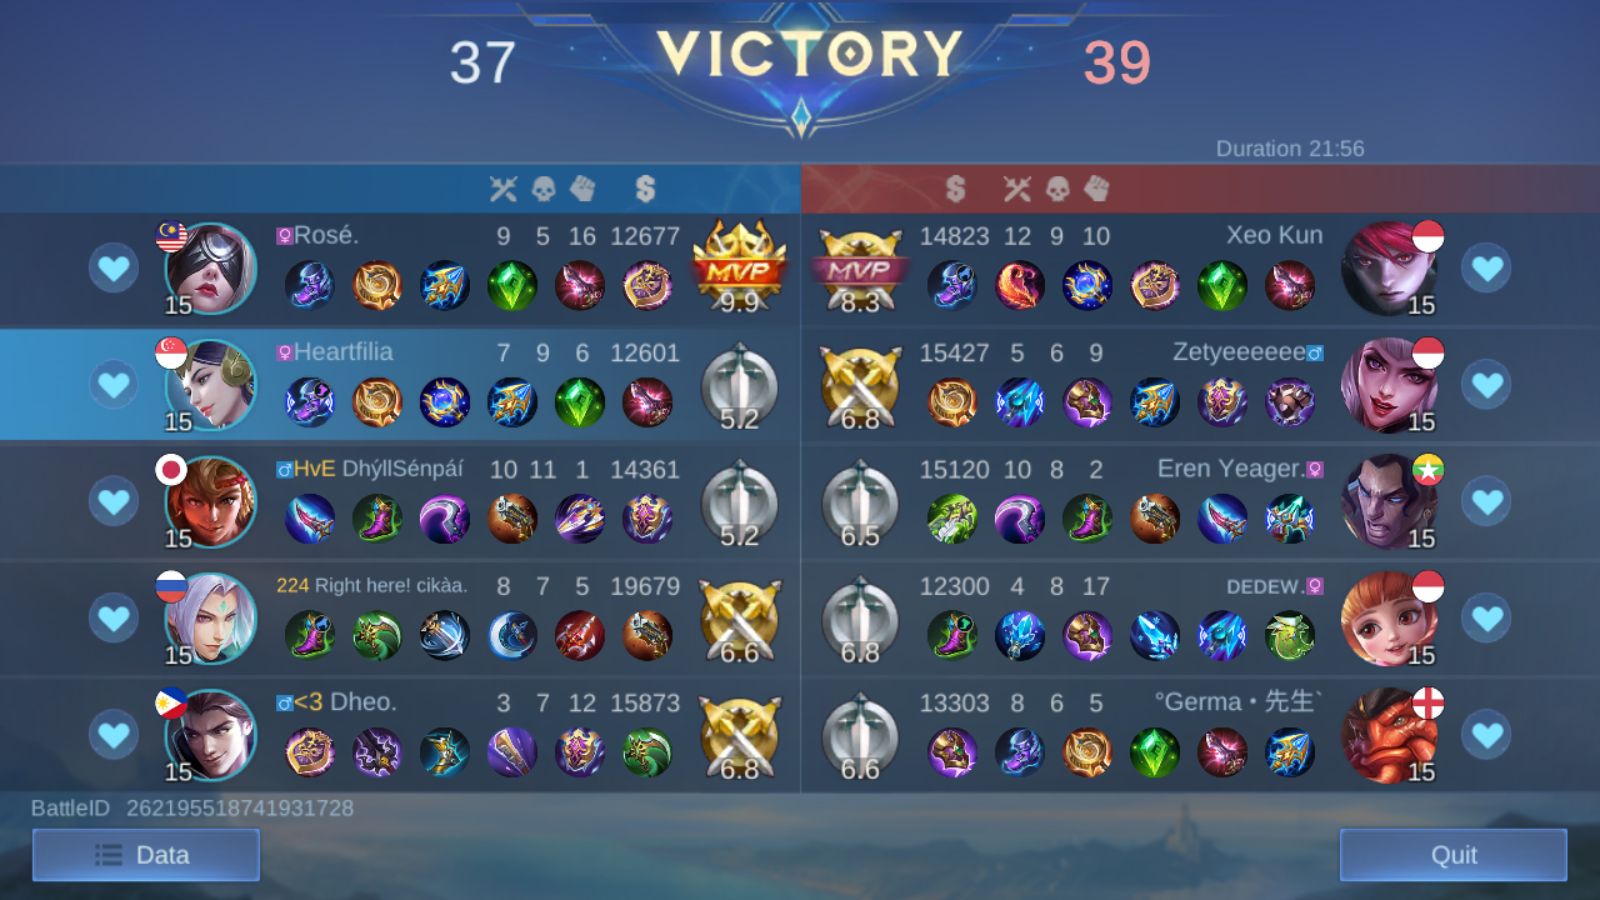 37 VICTORY 39
Duration 21:56
Rosé. 9 5 16 12677 MVP 9.9
15
MVP 8.3 14823 12 9 10 Xeo Kun
15
Heartfilia 7 9 6 12601 5.2
15
6.8 15427 5 6 9 Zetyeeeeee
15
HvE DhýllSénpáí 10 11 1 14361 5.2
15
6.5 15120 10 8 2 Eren Yeager.
15
224 Right here! cikàa. 8 7 5 19679 6.6
15
6.8 12300 4 8 17 DEDEW.
15
<3 Dheo. 3 7 12 15873 6.8
15
6.6 13303 8 6 5 °Germa • 先生`
15
BattleID 262195518741931728
Data
Quit